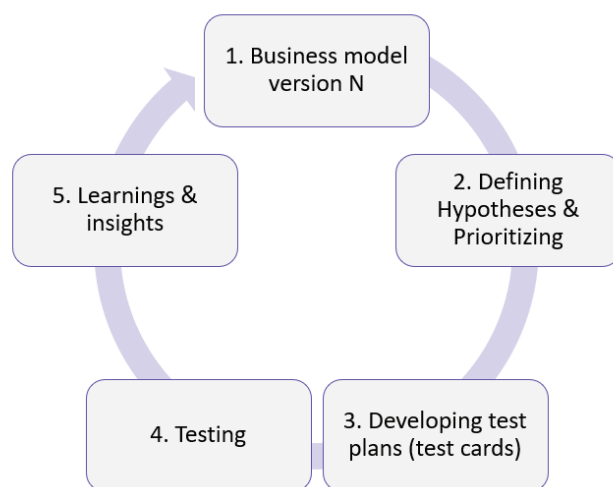 1. Business model
version N
2. Defining
Hypotheses &
Prioritizing
3. Developing test
plans (test cards)
4. Testing
5. Learnings &
insights